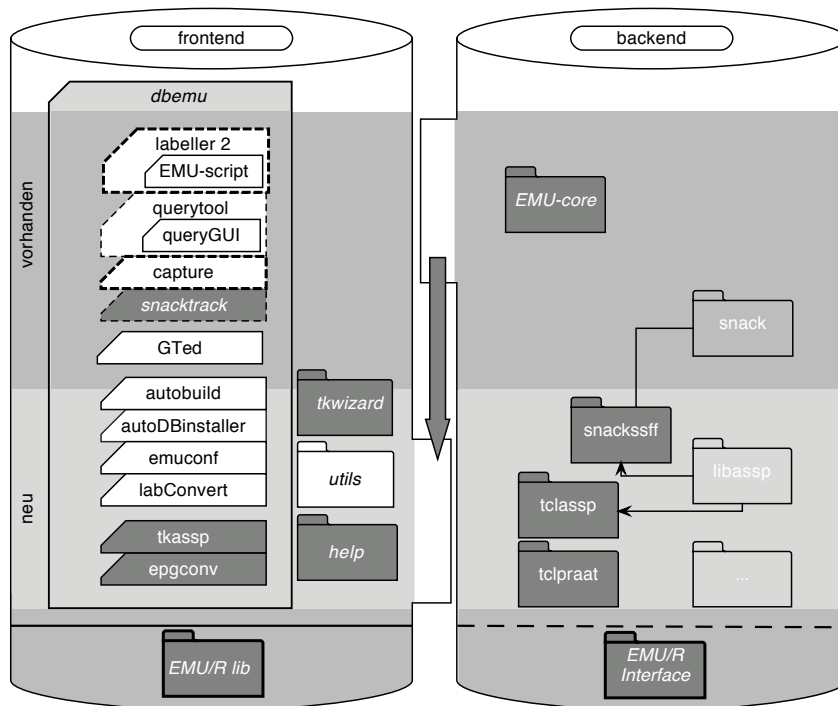 frontend
backend
dbemu
vorhanden
labeller 2
EMU-script
querytool
queryGUI
capture
snacktrack
GTed
autobuild
autoDBinstaller
emuconf
labConvert
neu
tkassp
epgconv
tkwizard
utils
help
EMU/R lib
EMU-core
snack
snackssff
libassp
tclassp
tclpraat
...
EMU/R
Interface